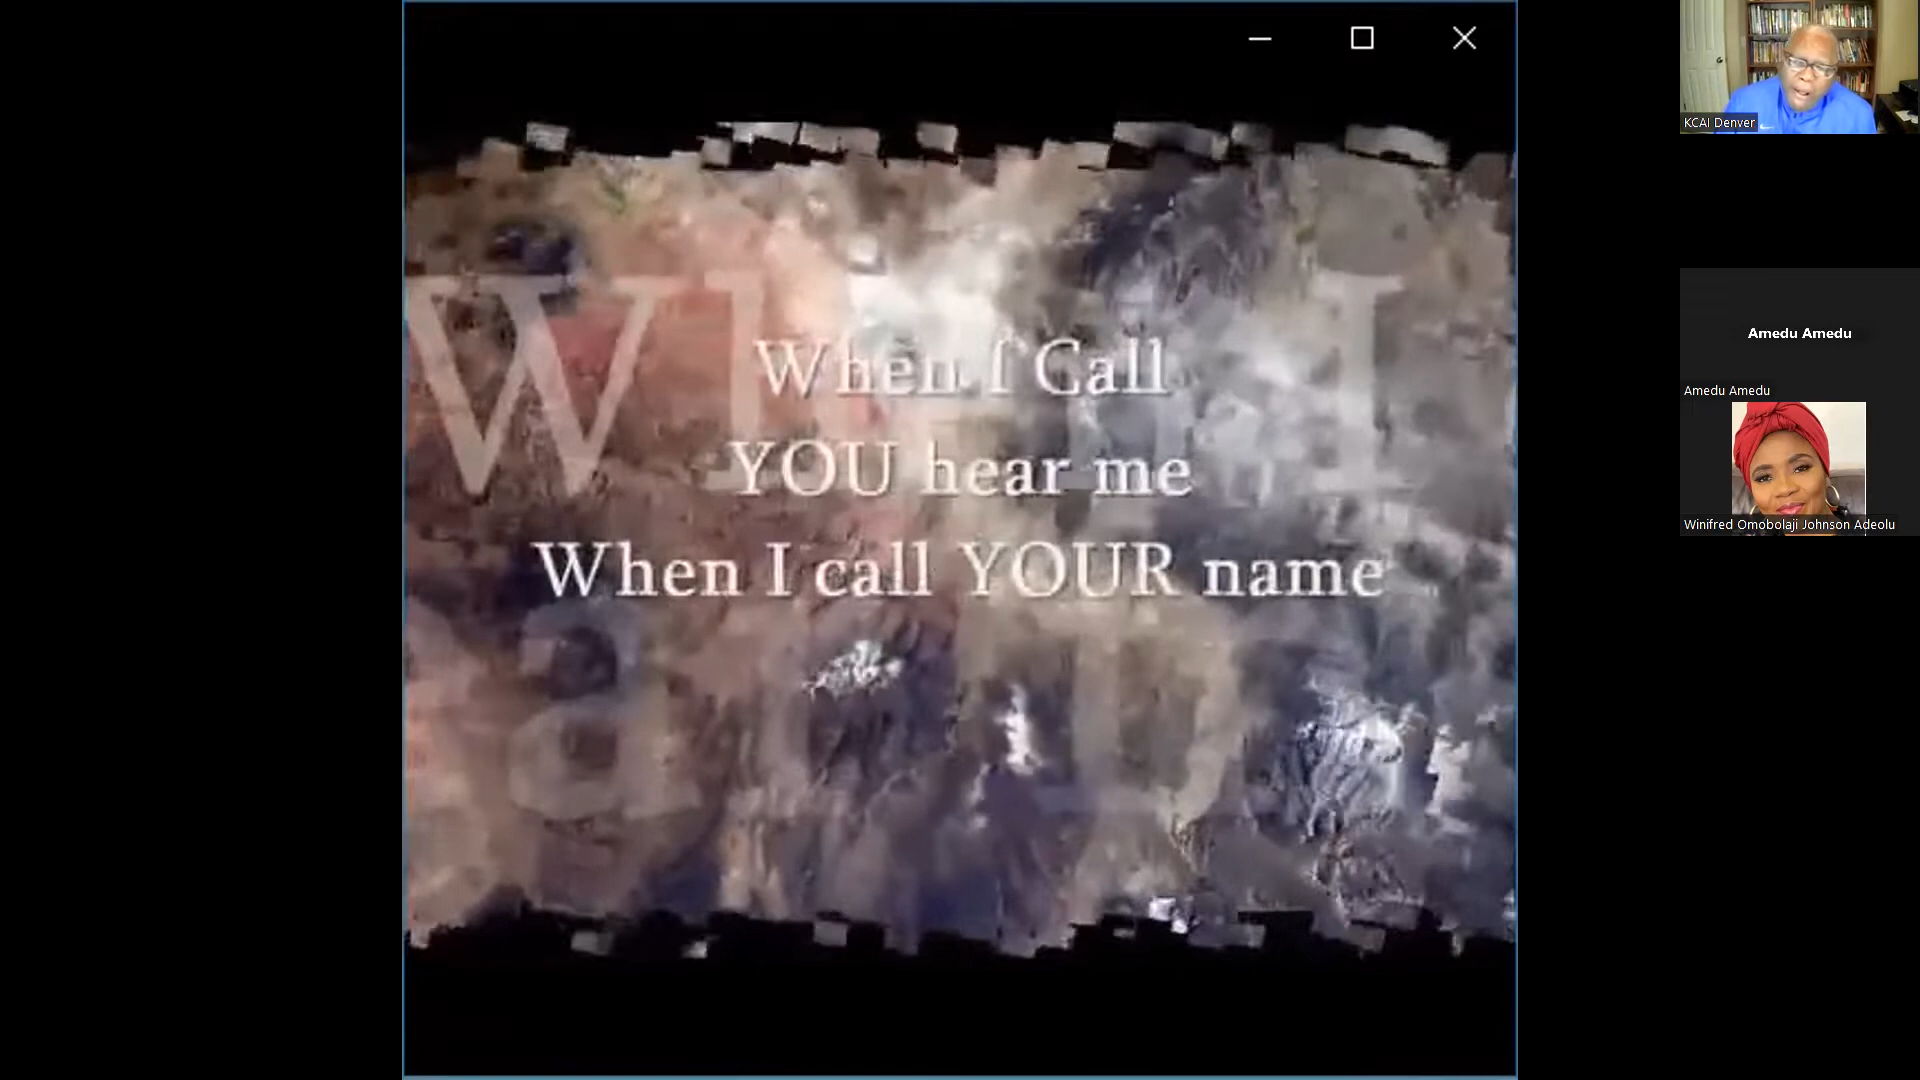 When I Call
YOU hear me
When I call YOUR name
KCAI Denver
Amedu Amedu
Amedu Amedu
Winifred Omobolaji Johnson Adeolu